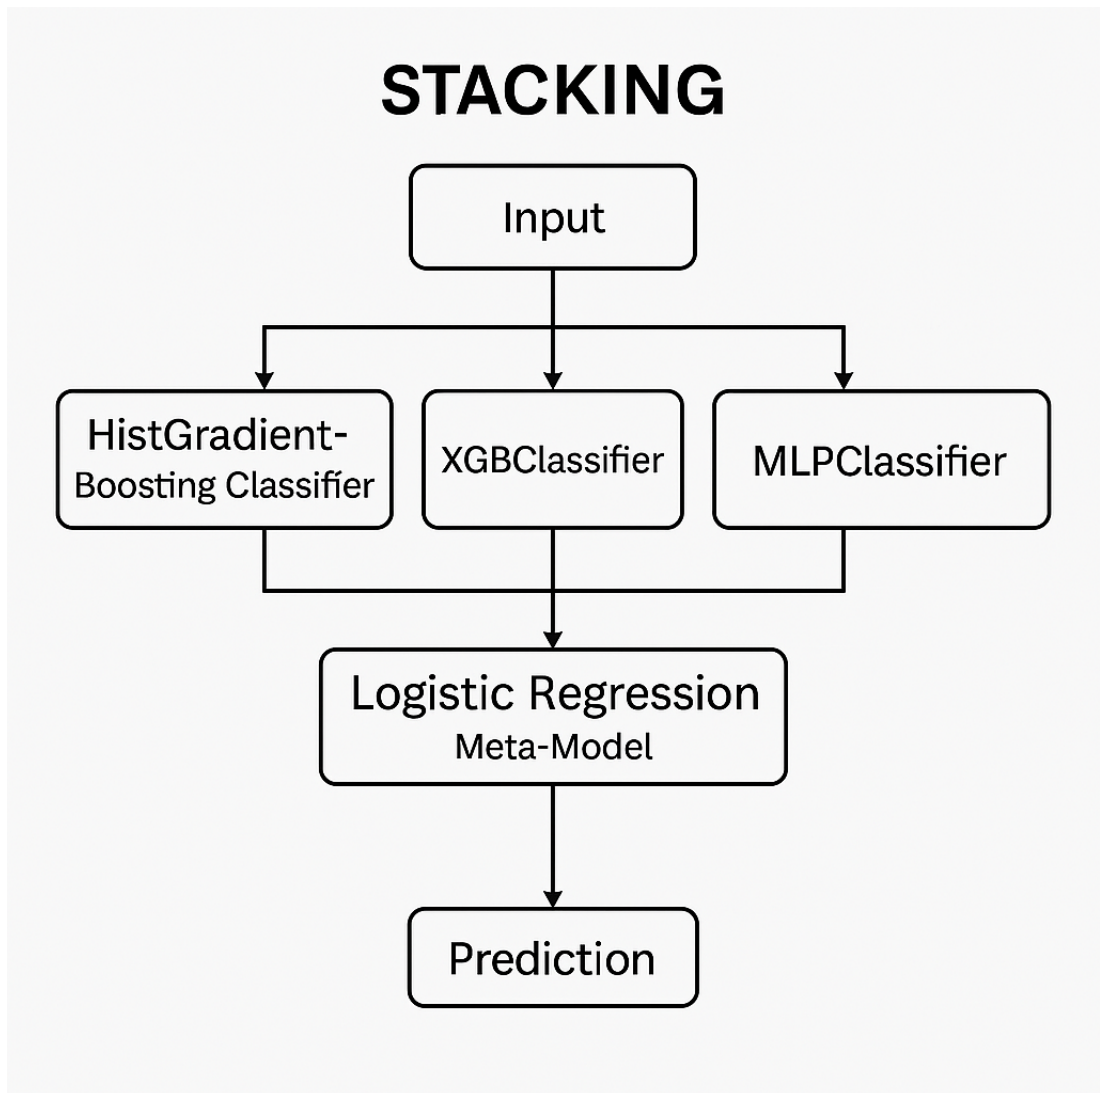 STACKING
Input
HistGradient-
Boosting Classifier
XGBClassifier
MLPClassifier
Logistic Regression
Meta-Model
Prediction